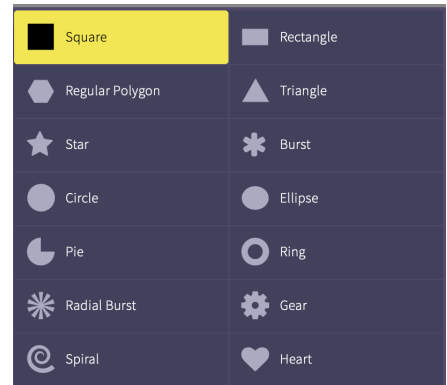 Square
Rectangle
Regular Polygon
Triangle
Star
Burst
Circle
Ellipse
Pie
Ring
Radial Burst
Gear
Spiral
Heart